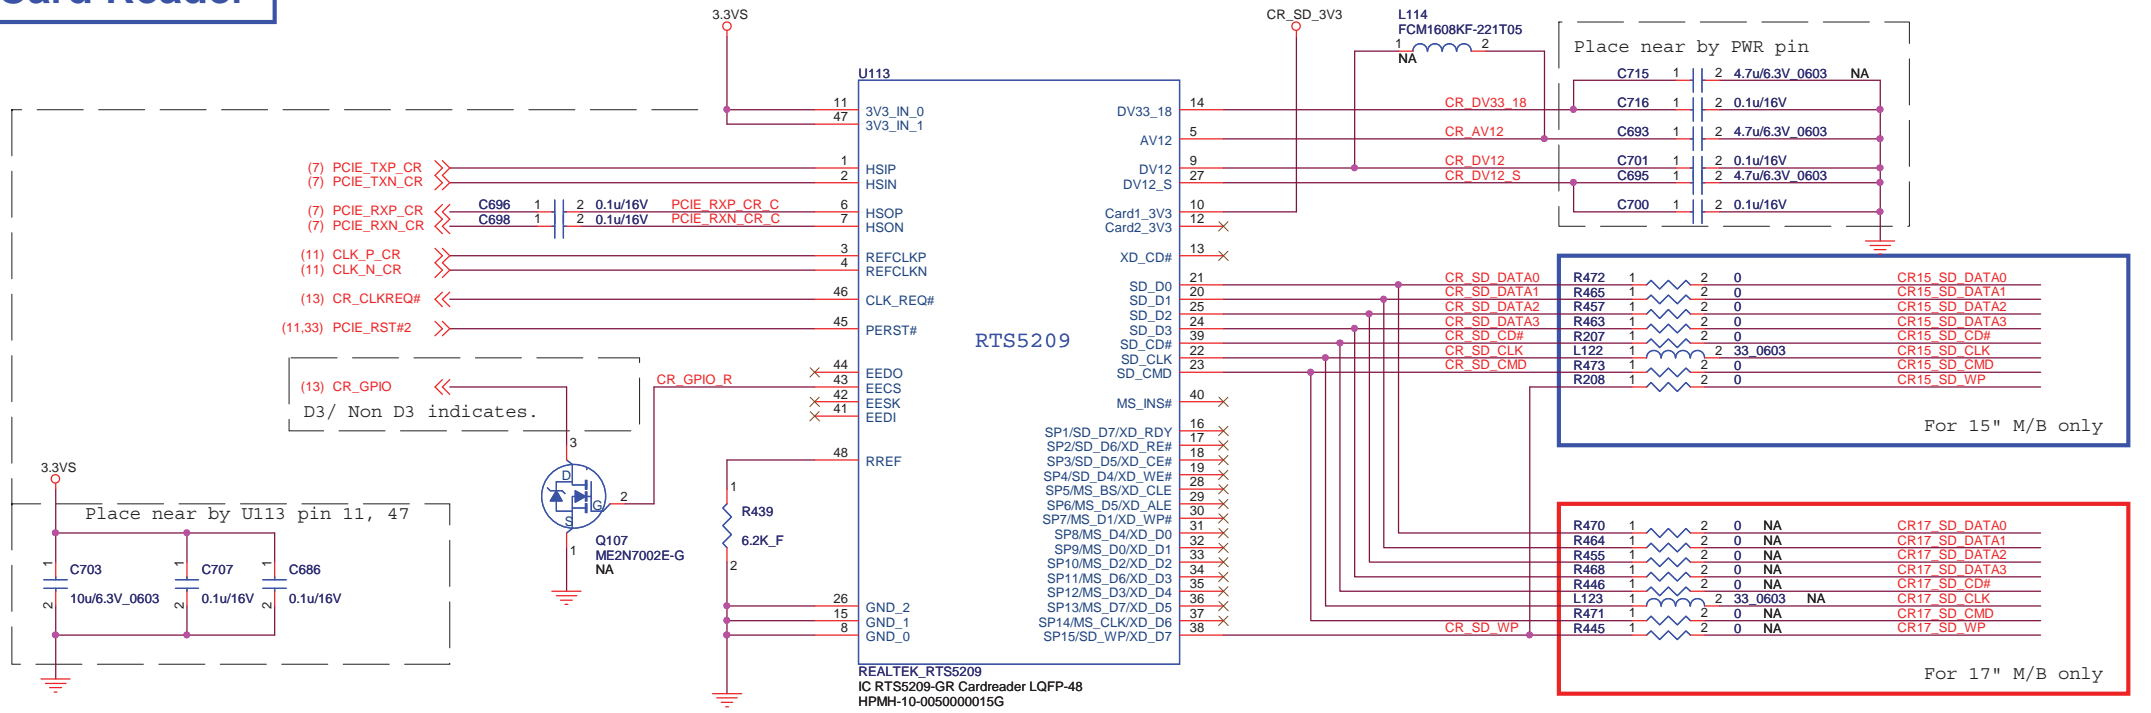 Card Reader
3.3VS
CR_SD_3V3
L114
FCM1608KF-221T05
1 2
NA
Place near by PWR pin
C715 1 2 4.7u/6.3V_0603 NA
CR_DV33_18 C716 1 2 0.1u/16V
CR_AV12 C693 1 2 4.7u/6.3V_0603
CR_DV12 C701 1 2 0.1u/16V
CR_DV12_S C695 1 2 4.7u/6.3V_0603
C700 1 2 0.1u/16V
U113
11 3V3_IN_0
47 3V3_IN_1
(7) PCIE_TXP_CR 1 HSIP
(7) PCIE_TXN_CR 2 HSIN
(7) PCIE_RXP_CR C696 1 2 0.1u/16V PCIE_RXP_CR_C 6 HSOP
(7) PCIE_RXN_CR C698 1 2 0.1u/16V PCIE_RXN_CR_C 7 HSON
(11) CLK_P_CR 3 REFCLKP
(11) CLK_N_CR 4 REFCLKN
(13) CR_CLKREQ# 46 CLK_REQ#
(11,33) PCIE_RST#2 45 PERST#
44 EEDO
(13) CR_GPIO CR_GPIO_R 43 EECS
42 EESK
41 EEDI
D3/ Non D3 indicates.
48 RREF
3
D
G 2
S
1
Q107
ME2N7002E-G
NA
1
R439
6.2K_F
2
26 GND_2
15 GND_1
8 GND_0
RTS5209
DV33_18 14
AV12 5
DV12 9
DV12_S 27
Card1_3V3 10
Card2_3V3 12
XD_CD# 13
SD_D0 21
SD_D1 20
SD_D2 25
SD_D3 24
SD_CD# 39
SD_CLK 22
SD_CMD 23
MS_INS# 40
SP1/SD_D7/XD_RDY 16
SP2/SD_D6/XD_RE# 17
SP3/SD_D5/XD_CE# 18
SP4/SD_D4/XD_WE# 19
SP5/MS_BS/XD_CLE 28
SP6/MS_D5/XD_ALE 29
SP7/MS_D1/XD_WP# 30
SP8/MS_D4/XD_D0 31
SP9/MS_D0/XD_D1 32
SP10/MS_D2/XD_D2 33
SP11/MS_D6/XD_D3 34
SP12/MS_D3/XD_D4 35
SP13/MS_D7/XD_D5 36
SP14/MS_CLK/XD_D6 37
SP15/SD_WP/XD_D7 38
REALTEK_RTS5209
IC RTS5209-GR Cardreader LQFP-48
HPMH-10-0050000015G
CR_SD_DATA0 R472 1 2 0 CR15_SD_DATA0
CR_SD_DATA1 R465 1 2 0 CR15_SD_DATA1
CR_SD_DATA2 R457 1 2 0 CR15_SD_DATA2
CR_SD_DATA3 R463 1 2 0 CR15_SD_DATA3
CR_SD_CD# R207 1 2 0 CR15_SD_CD#
CR_SD_CLK L122 1 2 33_0603 CR15_SD_CLK
CR_SD_CMD R473 1 2 0 CR15_SD_CMD
R208 1 2 0 CR15_SD_WP
For 15" M/B only
R470 1 2 0 NA CR17_SD_DATA0
R464 1 2 0 NA CR17_SD_DATA1
R455 1 2 0 NA CR17_SD_DATA2
R468 1 2 0 NA CR17_SD_DATA3
R446 1 2 0 NA CR17_SD_CD#
L123 1 2 33_0603 NA CR17_SD_CLK
R471 1 2 0 NA CR17_SD_CMD
CR_SD_WP R445 1 2 0 NA CR17_SD_WP
For 17" M/B only
3.3VS
Place near by U113 pin 11, 47
1 1 1
C703 C707 C686
10u/6.3V_0603 0.1u/16V 0.1u/16V
2 2 2